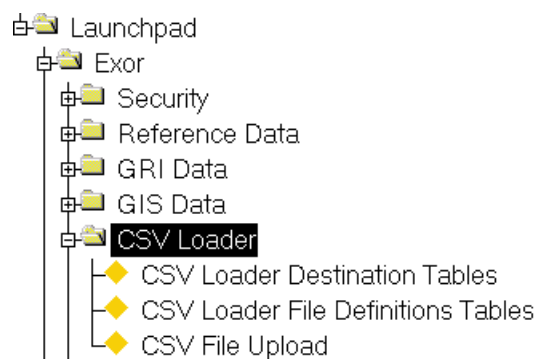 Launchpad
Exor
Security
Reference Data
GRI Data
GIS Data
CSV Loader
CSV Loader Destination Tables
CSV Loader File Definitions Tables
CSV File Upload